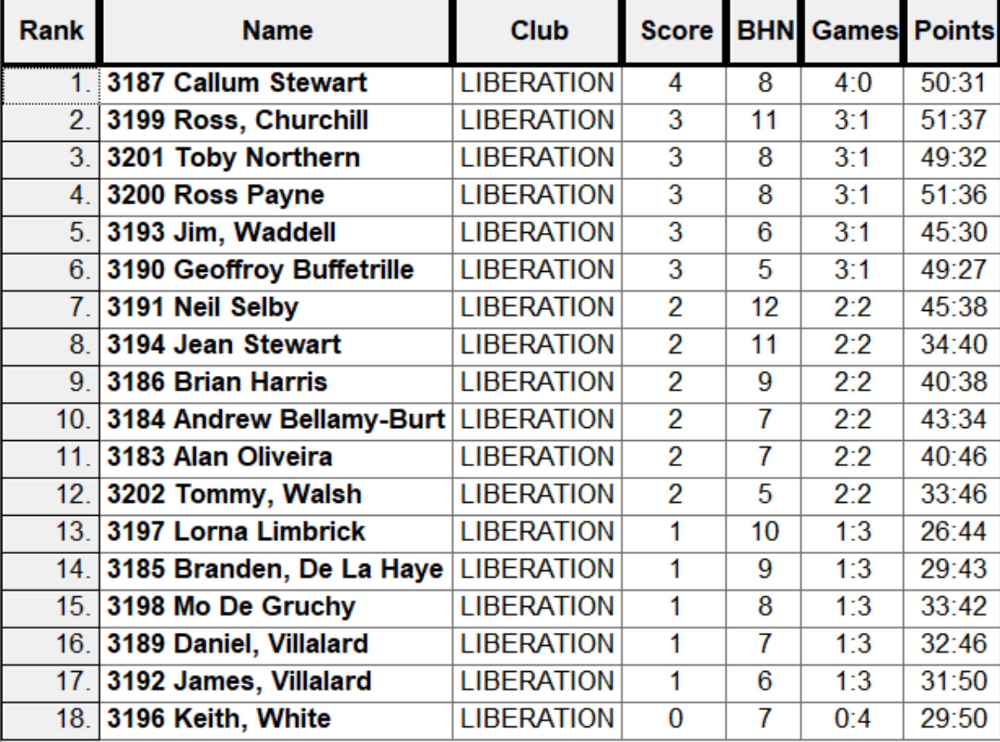 Rank Name Club Score BHN Games Points
1. 3187 Callum Stewart LIBERATION 4 8 4:0 50:31
2. 3199 Ross, Churchill LIBERATION 3 11 3:1 51:37
3. 3201 Toby Northern LIBERATION 3 8 3:1 49:32
4. 3200 Ross Payne LIBERATION 3 8 3:1 51:36
5. 3193 Jim, Waddell LIBERATION 3 6 3:1 45:30
6. 3190 Geoffroy Buffetrille LIBERATION 3 5 3:1 49:27
7. 3191 Neil Selby LIBERATION 2 12 2:2 45:38
8. 3194 Jean Stewart LIBERATION 2 11 2:2 34:40
9. 3186 Brian Harris LIBERATION 2 9 2:2 40:38
10. 3184 Andrew Bellamy-Burt LIBERATION 2 7 2:2 43:34
11. 3183 Alan Oliveira LIBERATION 2 7 2:2 40:46
12. 3202 Tommy, Walsh LIBERATION 2 5 2:2 33:46
13. 3197 Lorna Limbrick LIBERATION 1 10 1:3 26:44
14. 3185 Branden, De La Haye LIBERATION 1 9 1:3 29:43
15. 3198 Mo De Gruchy LIBERATION 1 8 1:3 33:42
16. 3189 Daniel, Villalard LIBERATION 1 7 1:3 32:46
17. 3192 James, Villalard LIBERATION 1 6 1:3 31:50
18. 3196 Keith, White LIBERATION 0 7 0:4 29:50